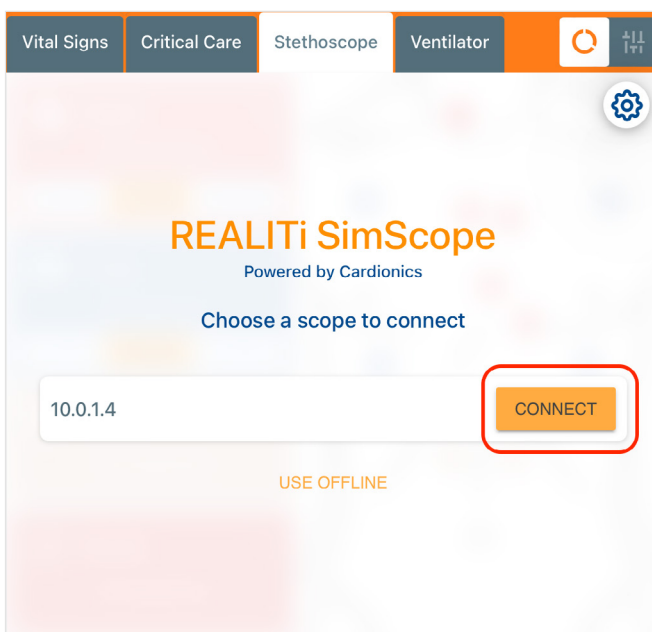 Vital Signs Critical Care Stethoscope Ventilator
REALITi SimScope
Powered by Cardionics
Choose a scope to connect
10.0.1.4 CONNECT
USE OFFLINE